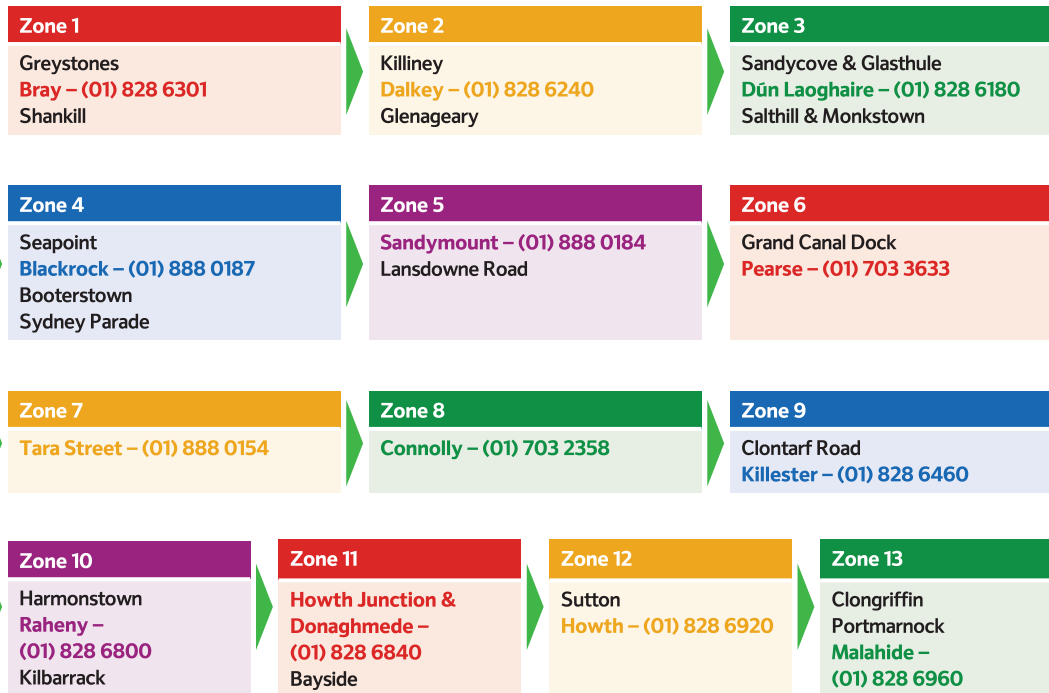 Zone 1
Greystones
Bray – (01) 828 6301
Shankill
Zone 2
Killiney
Dalkey – (01) 828 6240
Glenageary
Zone 3
Sandycove & Glasthule
Dún Laoghaire – (01) 828 6180
Salthill & Monkstown
Zone 4
Seapoint
Blackrock – (01) 888 0187
Booterstown
Sydney Parade
Zone 5
Sandymount – (01) 888 0184
Lansdowne Road
Zone 6
Grand Canal Dock
Pearse – (01) 703 3633
Zone 7
Tara Street – (01) 888 0154
Zone 8
Connolly – (01) 703 2358
Zone 9
Clontarf Road
Killester – (01) 828 6460
Zone 10
Harmonstown
Raheny –
(01) 828 6800
Kilbarrack
Zone 11
Howth Junction &
Donaghmede –
(01) 828 6840
Bayside
Zone 12
Sutton
Howth – (01) 828 6920
Zone 13
Clongriffin
Portmarnock
Malahide –
(01) 828 6960